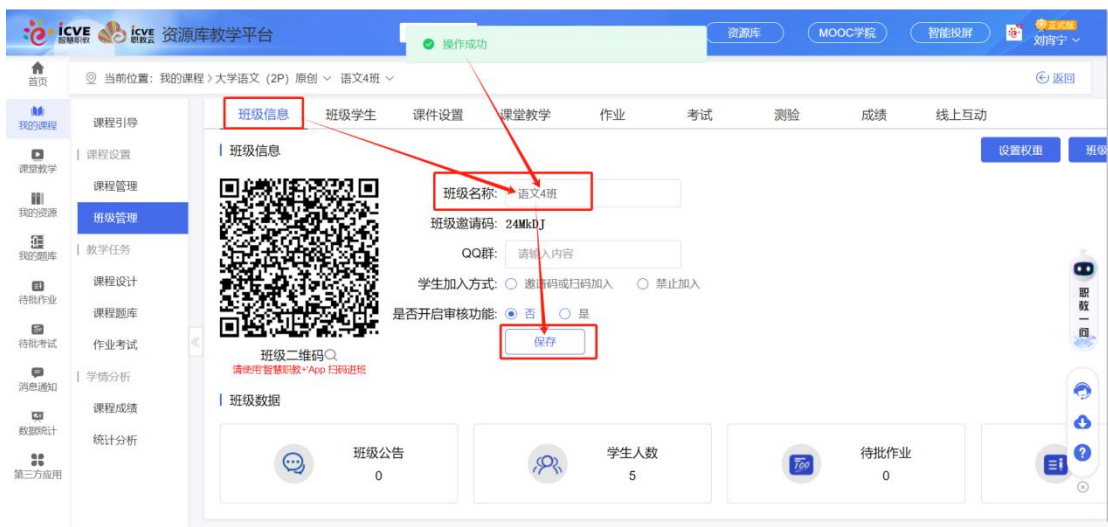 icve 智慧职教 icve 职教云 资源库教学平台
操作成功
资源库
MOOC学院
智能投屏
正式版
刘宵宁
首页
当前位置：我的课程 > 大学语文（2P）原创 语文4班
返回
我的课程
课堂教学
我的资源
我的题库
待批作业
待批考试
消息通知
数据统计
第三方应用
课程引导
课程设置
课程管理
班级管理
教学任务
课程设计
课程题库
作业考试
学情分析
课程成绩
统计分析
班级信息 班级学生 课件设置 课堂教学 作业 考试 测验 成绩 线上互动
班级信息
设置权重
班级
班级名称: 语文4班
班级邀请码: 24MkDJ
QQ群: 请输入内容
学生加入方式: 邀请码或扫码加入 禁止加入
是否开启审核功能: 否 是
保存
班级二维码
请使用"智慧职教+"App 扫码进班
职教一问
班级数据
班级公告
0
学生人数
5
待批作业
0